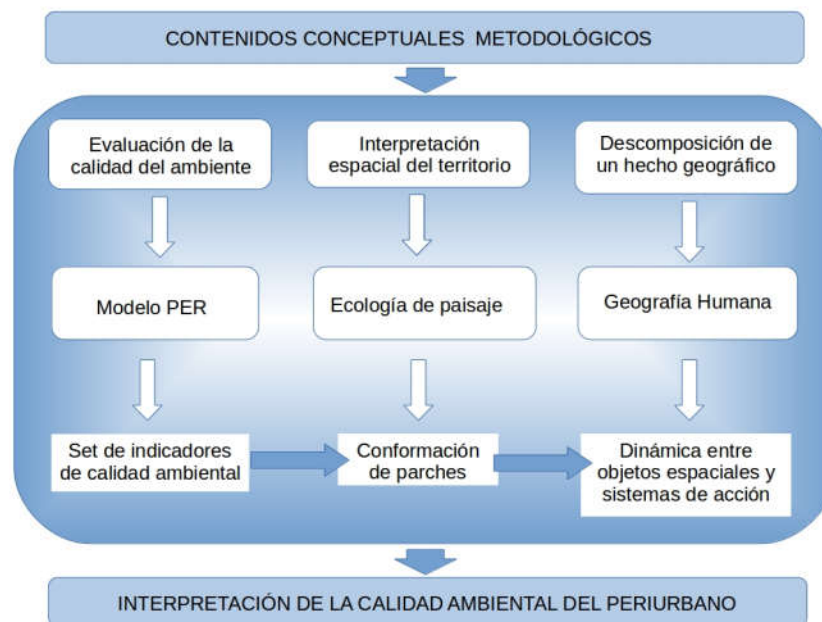 CONTENIDOS CONCEPTUALES METODOLÓGICOS
Evaluación de la
calidad del ambiente
Interpretación
espacial del territorio
Descomposición de
un hecho geográfico
Modelo PER
Ecología de paisaje
Geografía Humana
Set de indicadores
de calidad ambiental
Conformación
de parches
Dinámica entre
objetos espaciales y
sistemas de acción
INTERPRETACIÓN DE LA CALIDAD AMBIENTAL DEL PERIURBANO